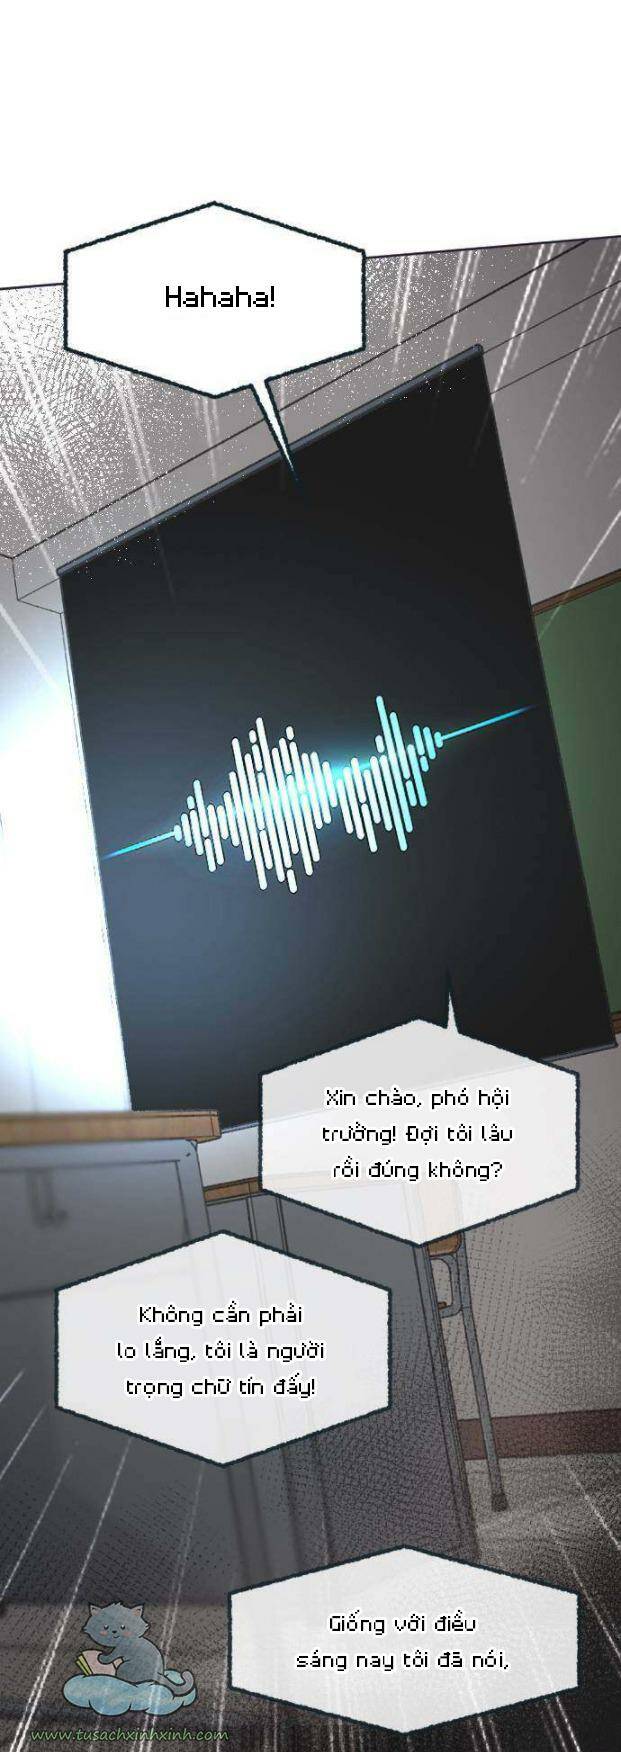 Hahaha!
Xin chào, phó hội
trưởng! Đợi tôi lâu
rồi đúng không?
Không cần phải
lo lắng, tôi là người
trọng chữ tín đấy!
Giống với điều
sáng nay tôi đã nói,
www.tusachxinhxinh.com